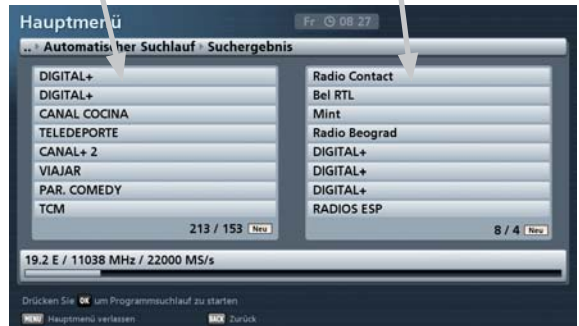 Hauptmenü
Fr 08 27
.. › Automatischer Suchlauf › Suchergebnis
DIGITAL+
DIGITAL+
CANAL COCINA
TELEDEPORTE
CANAL+ 2
VIAJAR
PAR. COMEDY
TCM
213 / 153 Neu
Radio Contact
Bel RTL
Mint
Radio Beograd
DIGITAL+
DIGITAL+
DIGITAL+
RADIOS ESP
8 / 4 Neu
19.2 E / 11038 MHz / 22000 MS/s
Drücken Sie OK um Programmsuchlauf zu starten
MENU Hauptmenü verlassen BACK Zurück